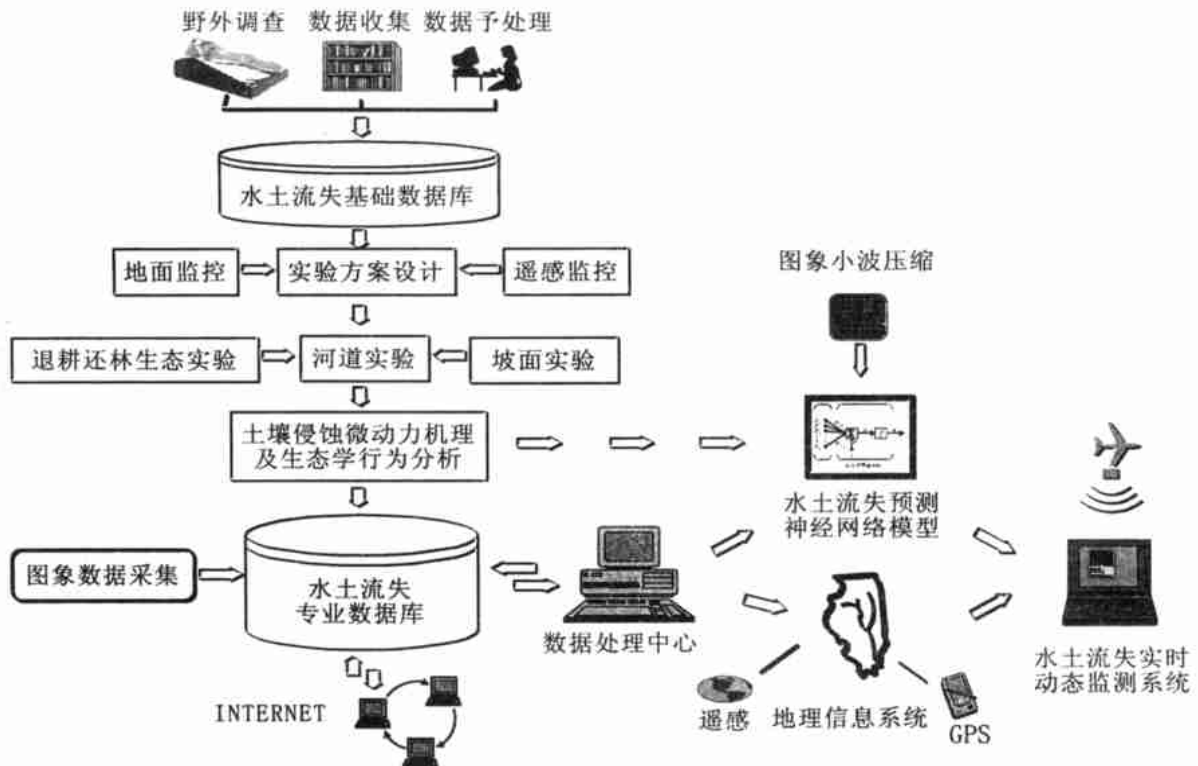 野外调查 数据收集 数据予处理
水土流失基础数据库
地面监控 实验方案设计 遥感监控
图象小波压缩
退耕还林生态实验 河道实验 坡面实验
土壤侵蚀微动力机理
及生态学行为分析
水土流失预测
神经网络模型
图象数据采集
水土流失
专业数据库
数据处理中心
水土流失实时
动态监测系统
INTERNET
遥感
地理信息系统
GPS